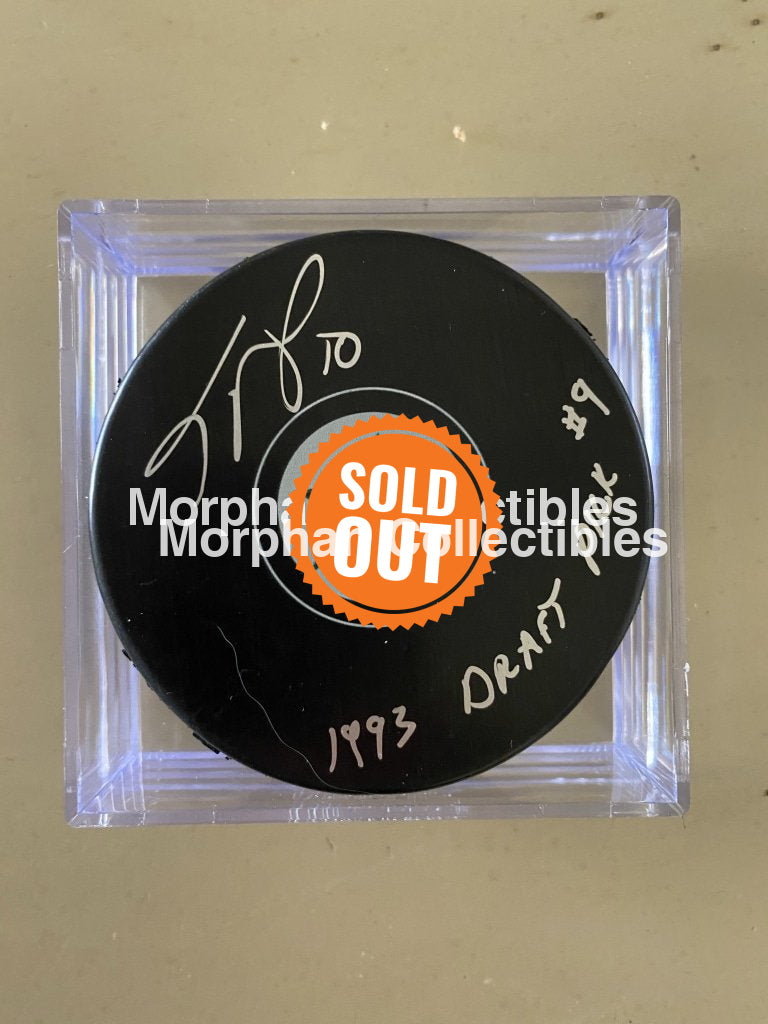 10
#9
1993 DRAFT PICK
SOLD
OUT
Morphan Collectibles
Morphan Collectibles